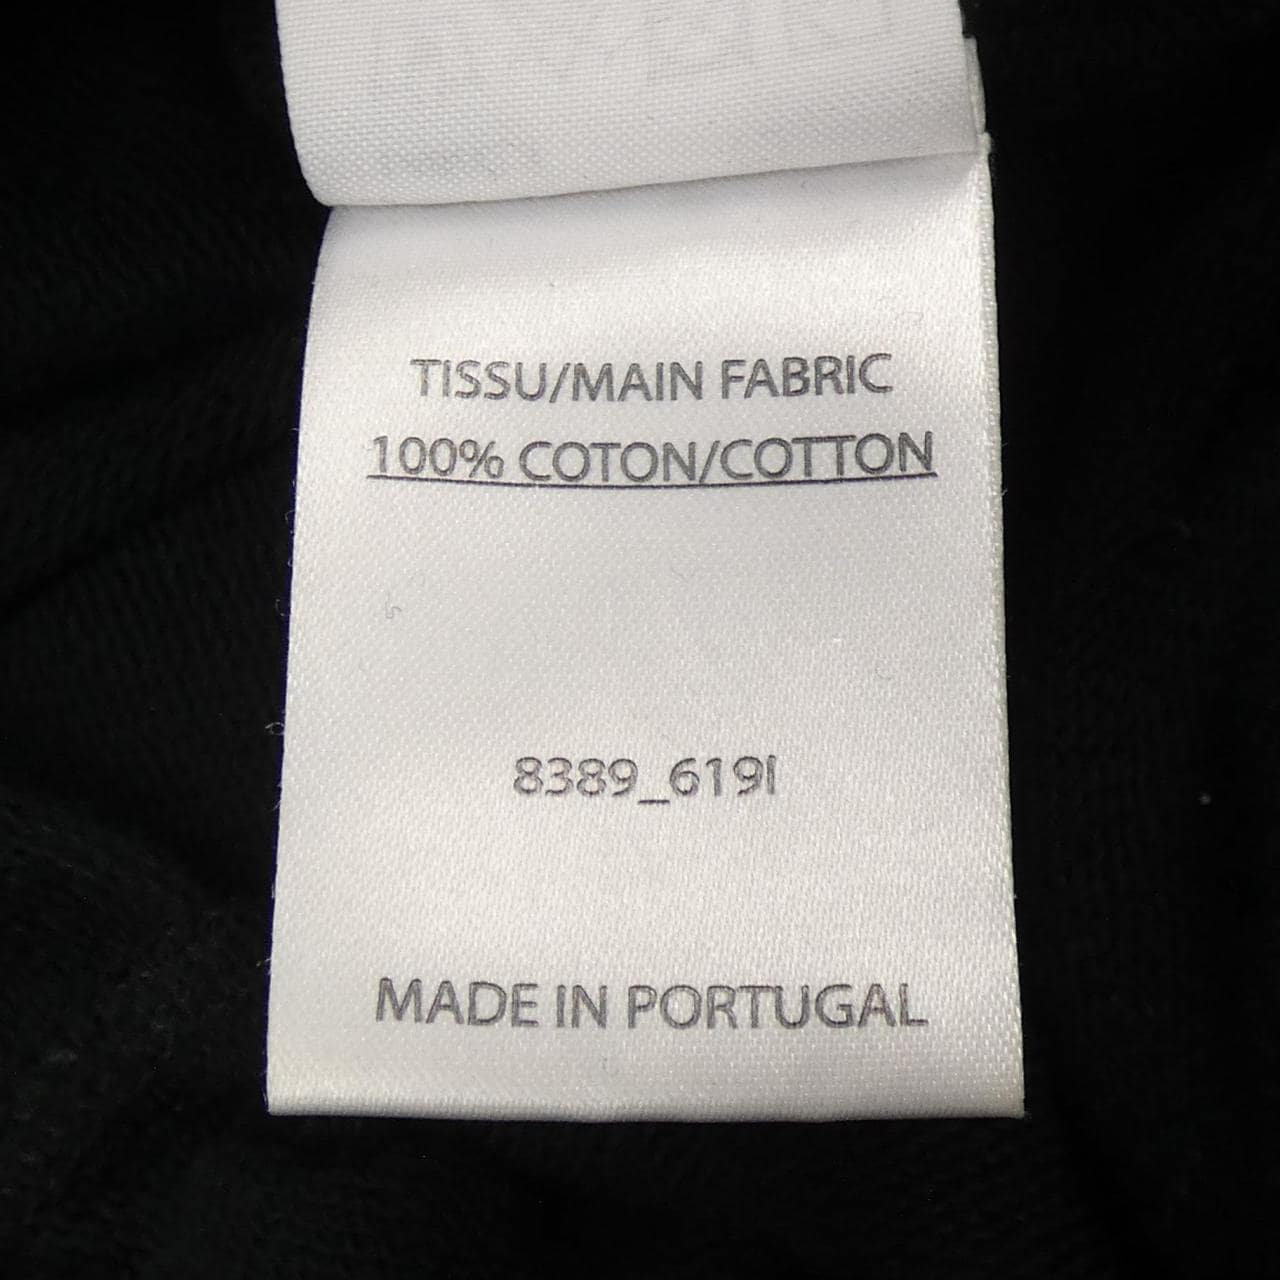 TISSU/MAIN FABRIC
100% COTON/COTTON
8389_619I
MADE IN PORTUGAL